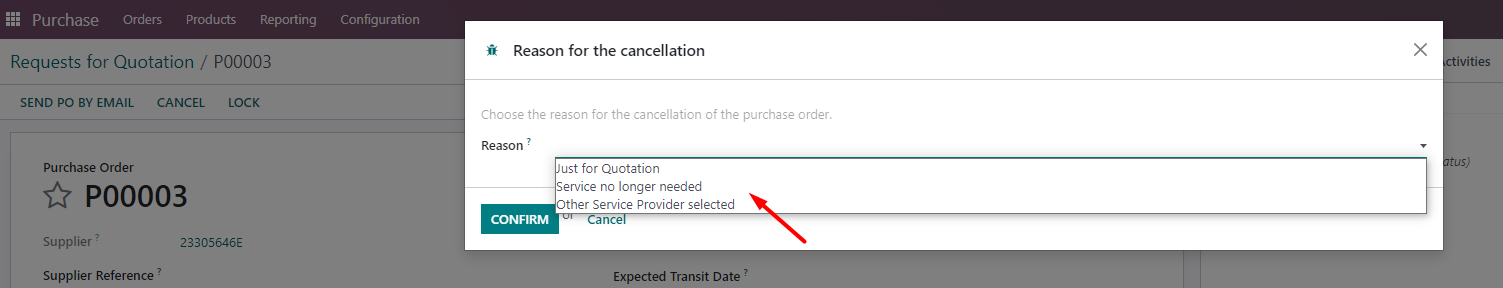 Purchase Orders Products Reporting Configuration
Reason for the cancellation
Requests for Quotation / P00003
Activities
SEND PO BY EMAIL CANCEL LOCK
Choose the reason for the cancellation of the purchase order.
Reason ?
Just for Quotation
Service no longer needed
Other Service Provider selected
CONFIRM or Cancel
Purchase Order
P00003
Supplier ? 23305646E
Supplier Reference ? Expected Transit Date ?